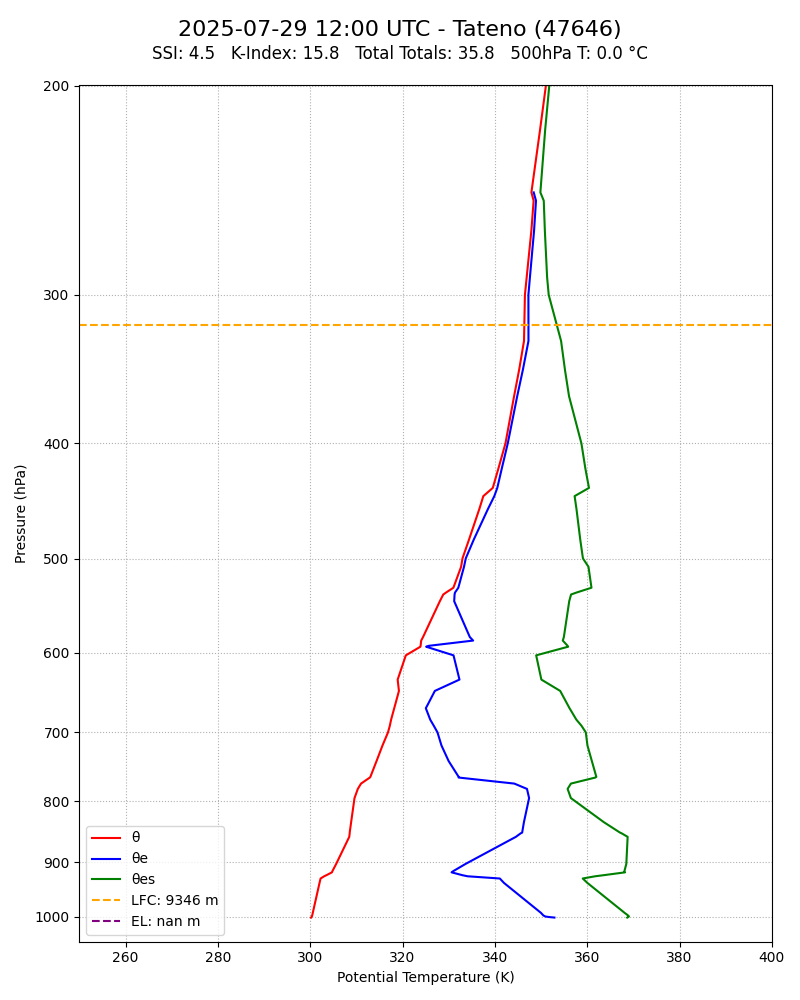 2025-07-29 12:00 UTC - Tateno (47646)
SSI: 4.5 K-Index: 15.8 Total Totals: 35.8 500hPa T: 0.0 °C
200
300
400
500
600
700
800
900
1000
Pressure (hPa)
θ
θe
θes
LFC: 9346 m
EL: nan m
260 280 300 320 340 360 380 400
Potential Temperature (K)